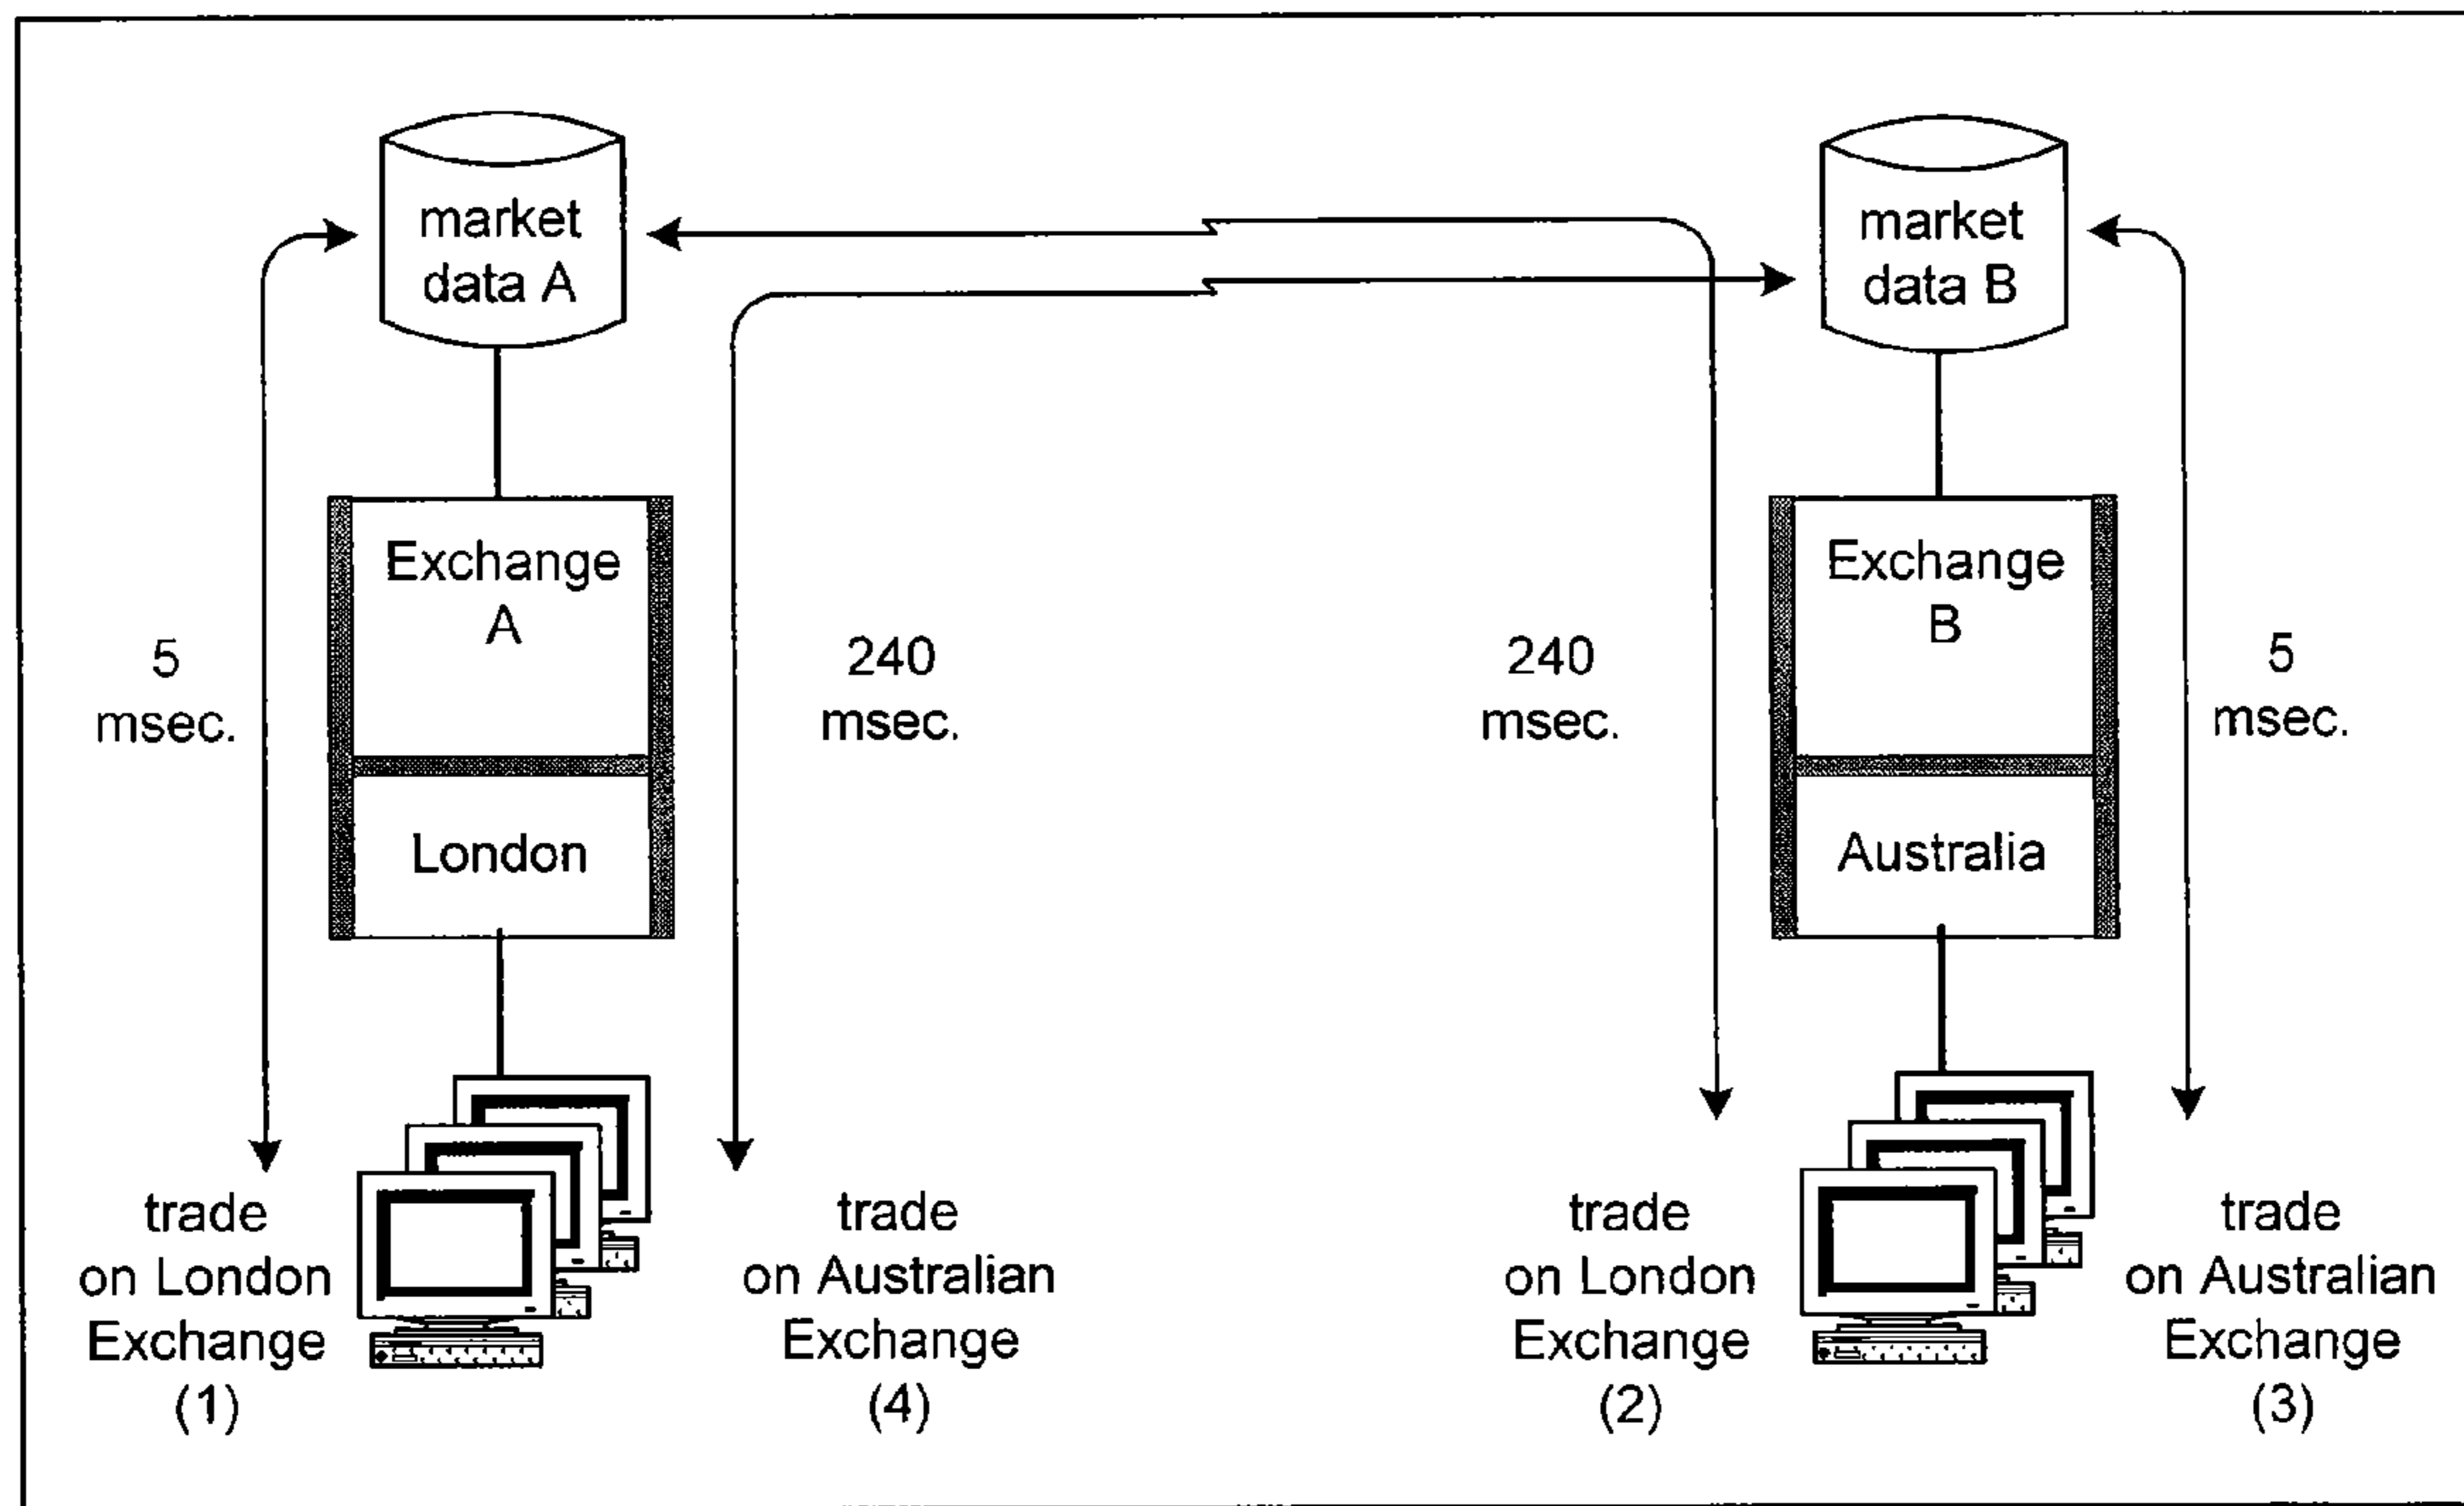 market
data A
market
data B
Exchange
A
Exchange
B
5
msec.
240
msec.
240
msec.
5
msec.
London
Australia
trade
on London
Exchange
(1)
trade
on Australian
Exchange
(4)
trade
on London
Exchange
(2)
trade
on Australian
Exchange
(3)